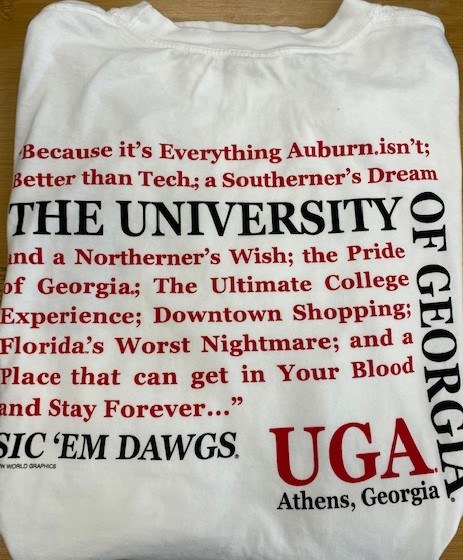 "Because it's Everything Auburn.isn't;
Better than Tech.; a Southerner's Dream
THE UNIVERSITY
OF GEORGIA
and a Northerner's Wish; the Pride
of Georgia.; The Ultimate College
Experience; Downtown Shopping;
Florida.'s Worst Nightmare; and a
Place that can get in Your Blood
and Stay Forever..."
SIC 'EM DAWGS.
WORLD GRAPHICS
UGA.
Athens, Georgia